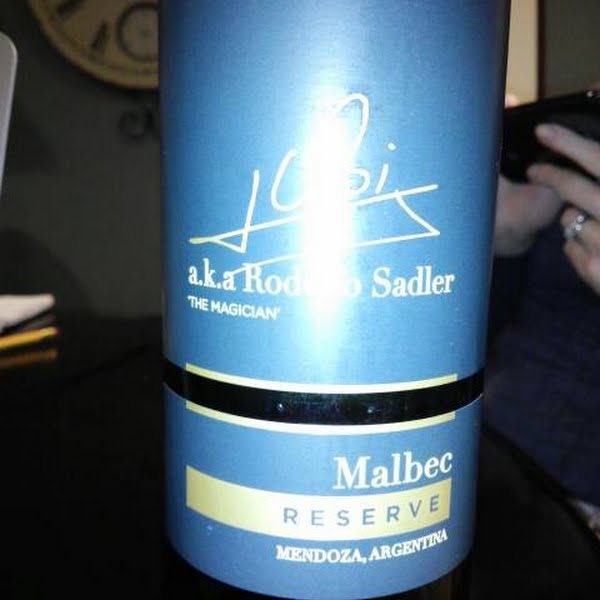 a.k.a Sadler
'THE MAGICIAN'
Malbec
RESERVE
MENDOZA, ARGENTINA